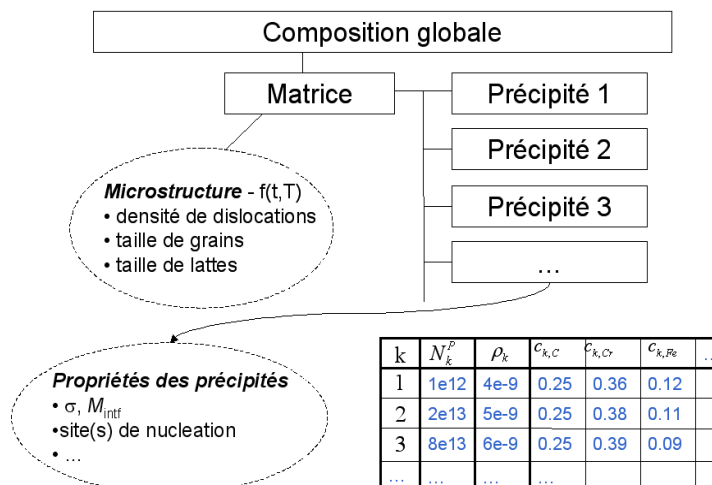 Composition globale
Matrice
Précipité 1
Précipité 2
Précipité 3
...
Microstructure - f(t,T)
• densité de dislocations
• taille de grains
• taille de lattes
Propriétés des précipités
• σ, M_intf
•site(s) de nucleation
• ...
k N_k^P ρ_k c_k,C c_k,Cr c_k,Fe ..
1 1e12 4e-9 0.25 0.36 0.12
2 2e13 5e-9 0.25 0.38 0.11
3 8e13 6e-9 0.25 0.39 0.09
... ... ... ...